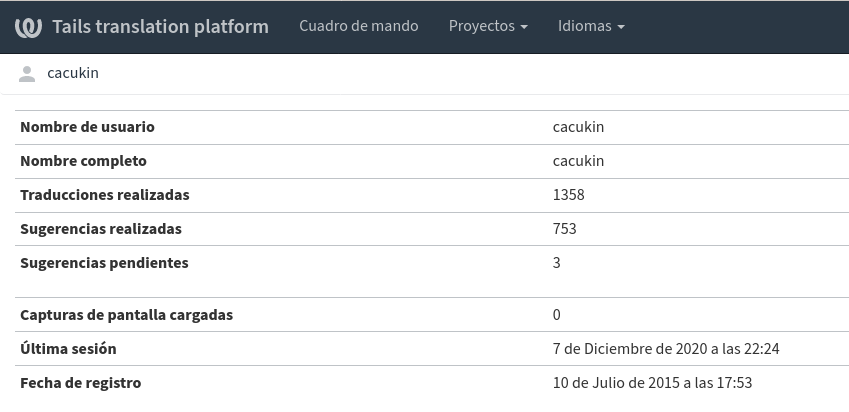 Tails translation platform Cuadro de mando Proyectos Idiomas
cacukin
Nombre de usuario cacukin
Nombre completo cacukin
Traducciones realizadas 1358
Sugerencias realizadas 753
Sugerencias pendientes 3
Capturas de pantalla cargadas 0
Última sesión 7 de Diciembre de 2020 a las 22:24
Fecha de registro 10 de Julio de 2015 a las 17:53